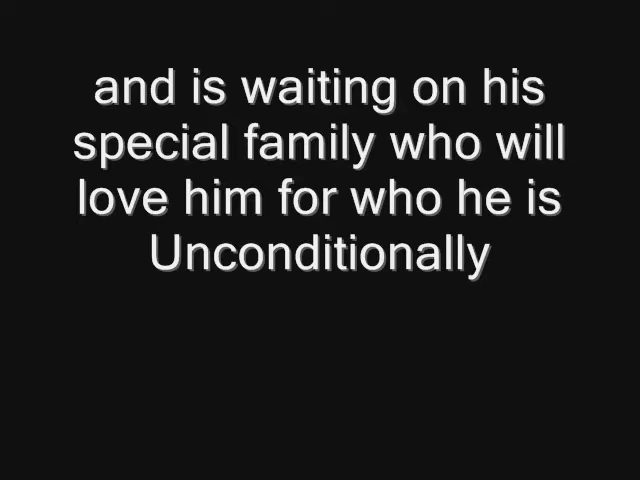 and is waiting on his
special family who will
love him for who he is
Unconditionally